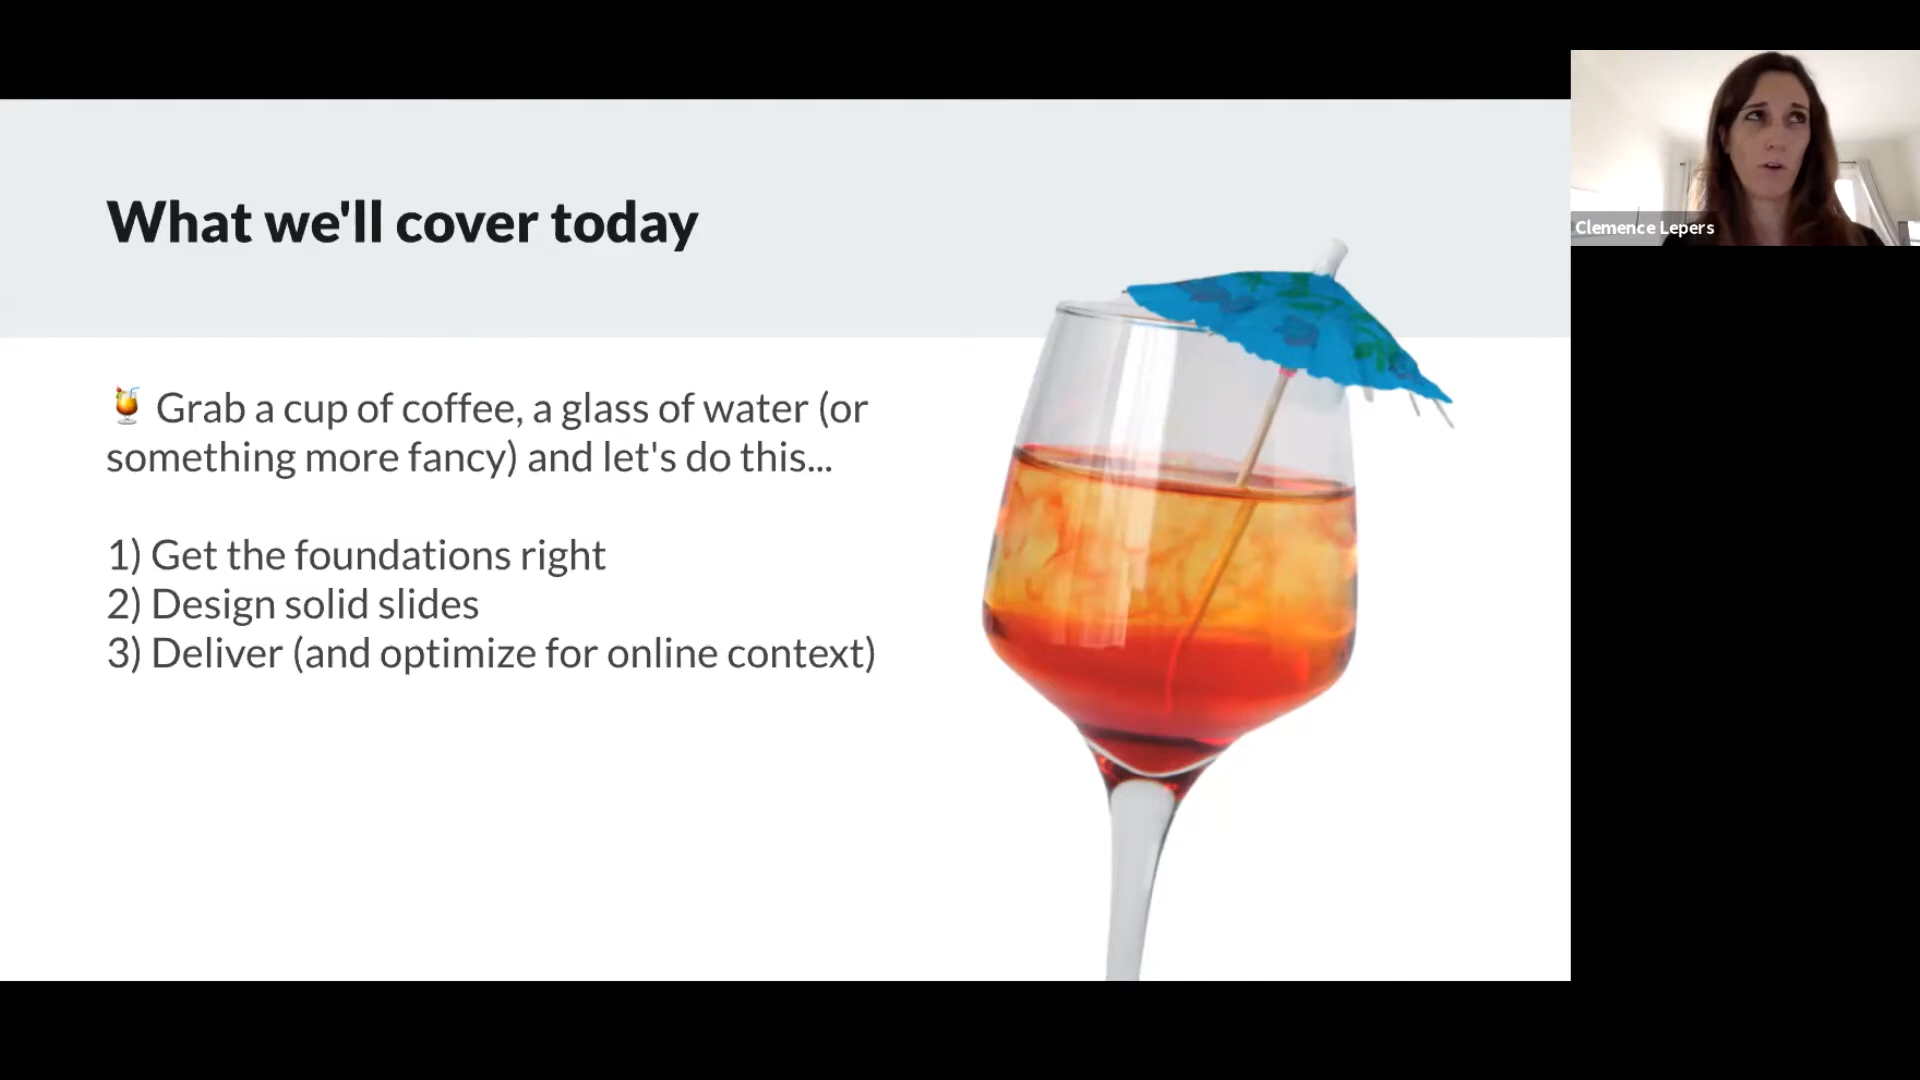 What we'll cover today
Clemence Lepers
🍹 Grab a cup of coffee, a glass of water (or
something more fancy) and let's do this...
1) Get the foundations right
2) Design solid slides
3) Deliver (and optimize for online context)